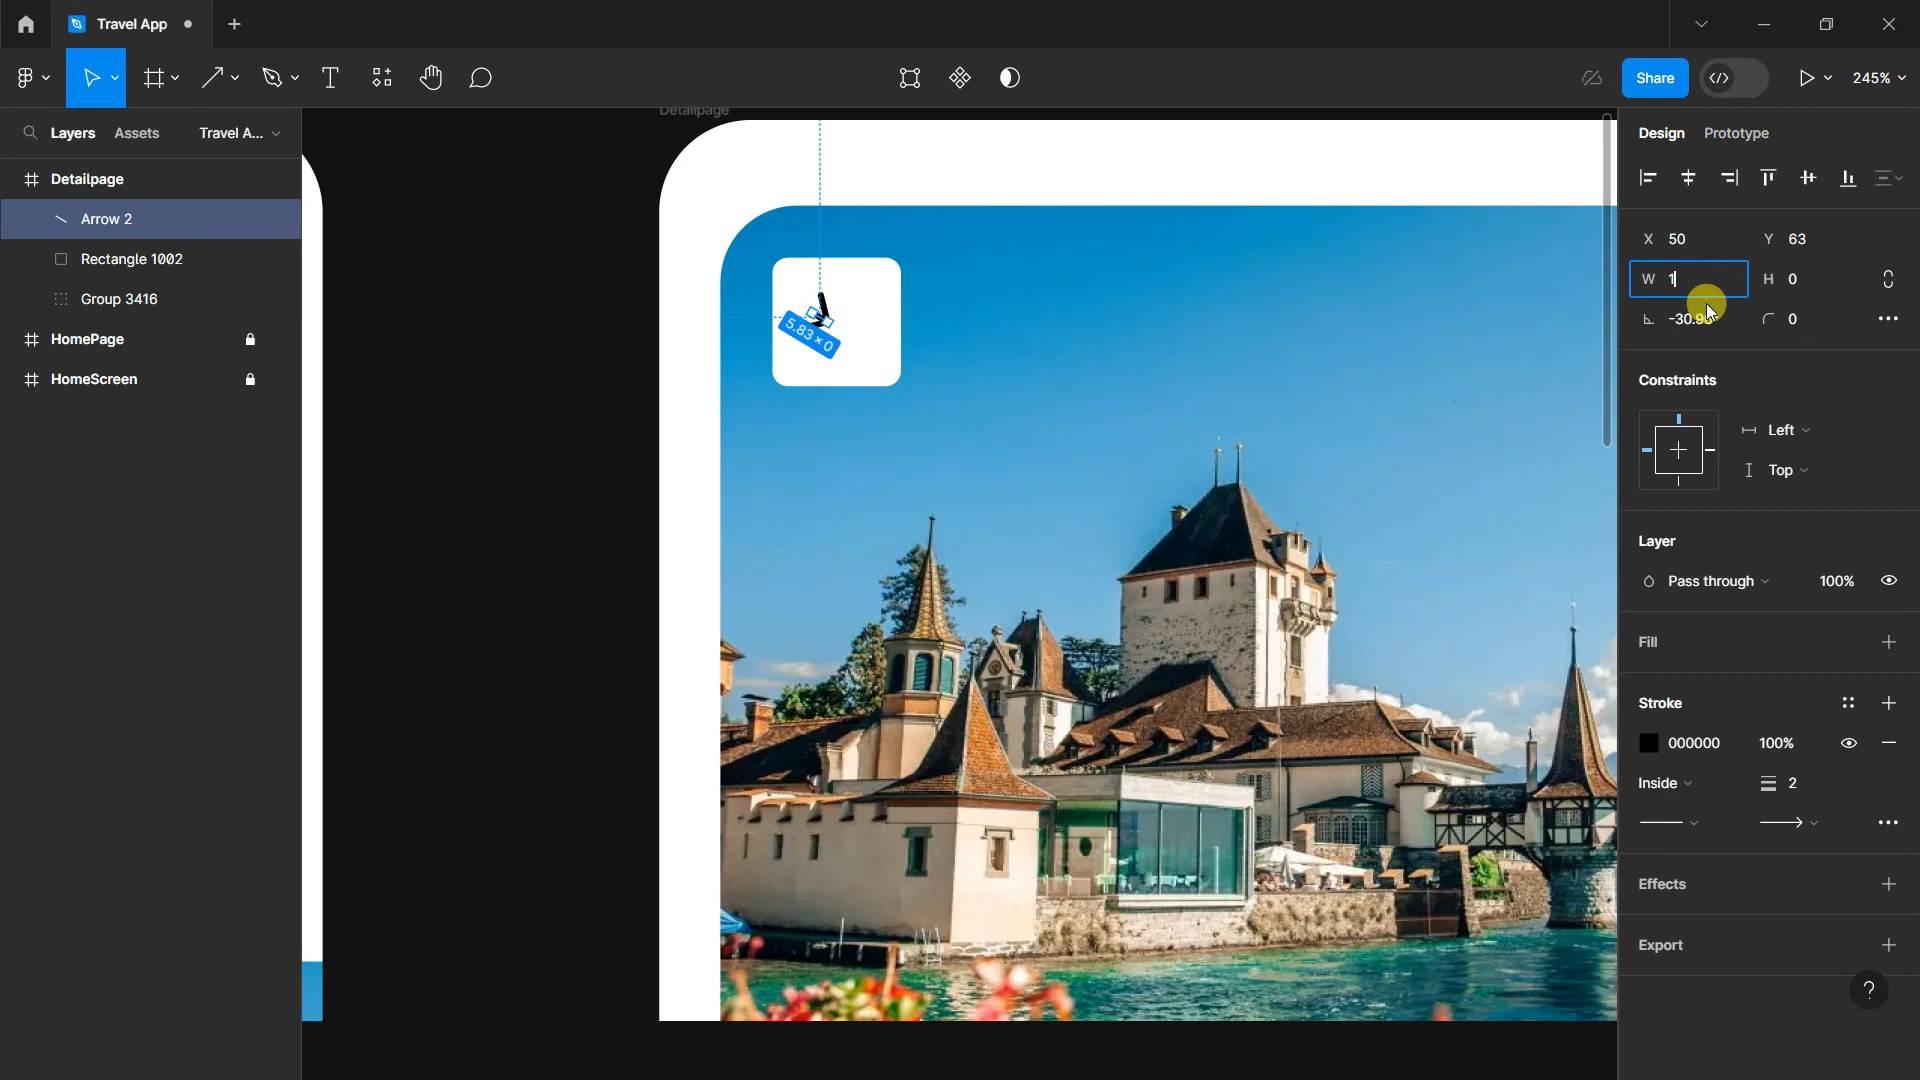 Travel App
Share
245%
Layers
Assets
Travel A...
Detailpage
Arrow 2
Rectangle 1002
Group 3416
HomePage
HomeScreen
Detailpage
5.83 × 0
Design
Prototype
X 50
Y 63
W 1
H 0
0
Constraints
Left
Top
Layer
Pass through
100%
Fill
Stroke
000000
100%
Inside
2
Effects
Export
?